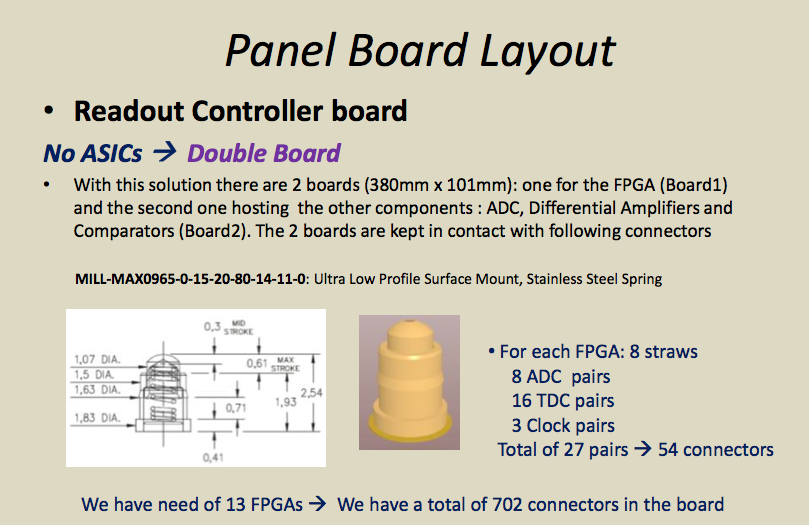 Panel Board Layout
• Readout Controller board
No ASICs → Double Board
• With this solution there are 2 boards (380mm x 101mm): one for the FPGA (Board1)
and the second one hosting the other components : ADC, Differential Amplifiers and
Comparators (Board2). The 2 boards are kept in contact with following connectors
MILL-MAX0965-0-15-20-80-14-11-0: Ultra Low Profile Surface Mount, Stainless Steel Spring
0,3 MID STROKE
1,07 DIA.
0,61 MAX STROKE
1,5 DIA.
1,63 DIA.
2,54
1,93
0,71
1,83 DIA.
0,41
• For each FPGA: 8 straws
8 ADC pairs
16 TDC pairs
3 Clock pairs
Total of 27 pairs → 54 connectors
We have need of 13 FPGAs → We have a total of 702 connectors in the board